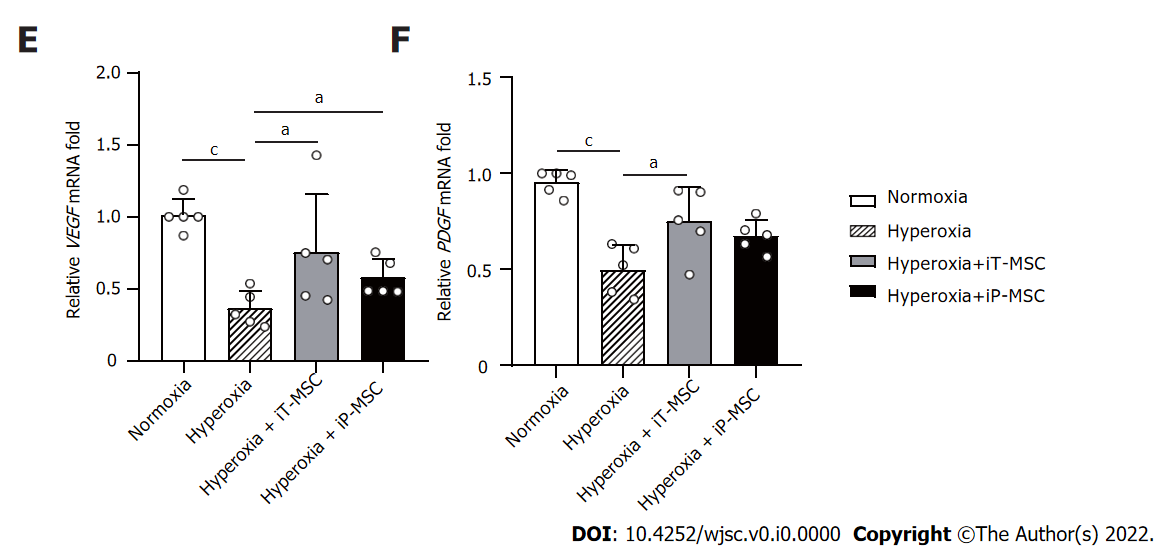 E
F
Relative VEGF mRNA fold
2.0
1.5
1.0
0.5
0
c
a
a
Normoxia
Hyperoxia
Hyperoxia + iT-MSC
Hyperoxia + iP-MSC
Relative PDGF mRNA fold
1.5
1.0
0.5
0
c
a
Normoxia
Hyperoxia
Hyperoxia + iT-MSC
Hyperoxia + iP-MSC
Normoxia
Hyperoxia
Hyperoxia+iT-MSC
Hyperoxia+iP-MSC
DOI: 10.4252/wjsc.v0.i0.0000 Copyright ©The Author(s) 2022.